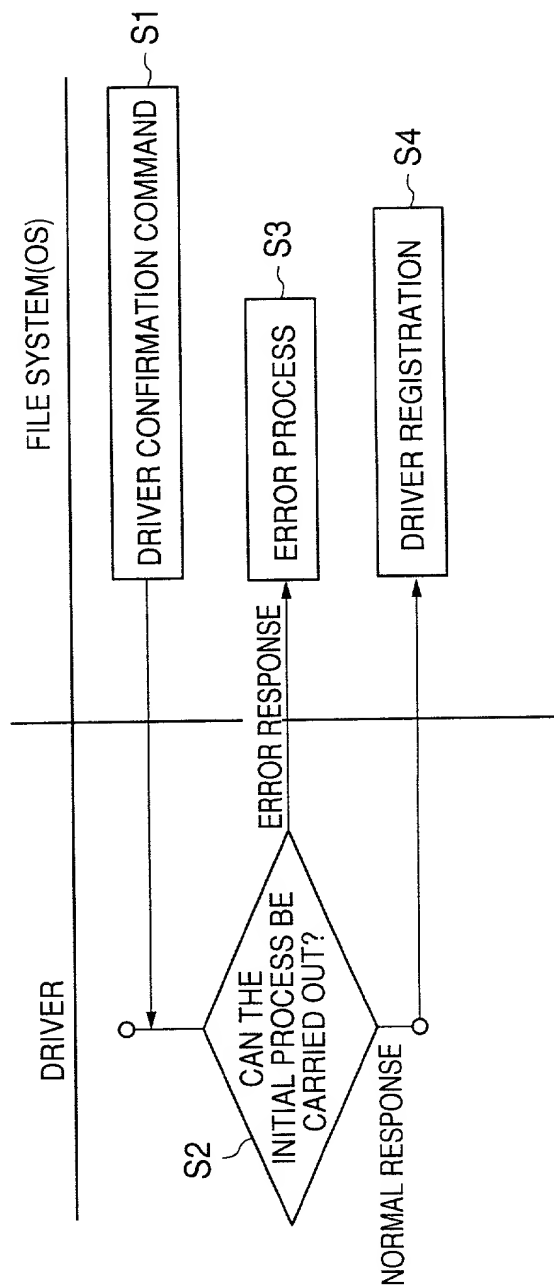 DRIVER
FILE SYSTEM(OS)
DRIVER CONFIRMATION COMMAND
S1
S2
CAN THE
INITIAL PROCESS BE
CARRIED OUT?
ERROR RESPONSE
ERROR PROCESS
S3
NORMAL RESPONSE
DRIVER REGISTRATION
S4